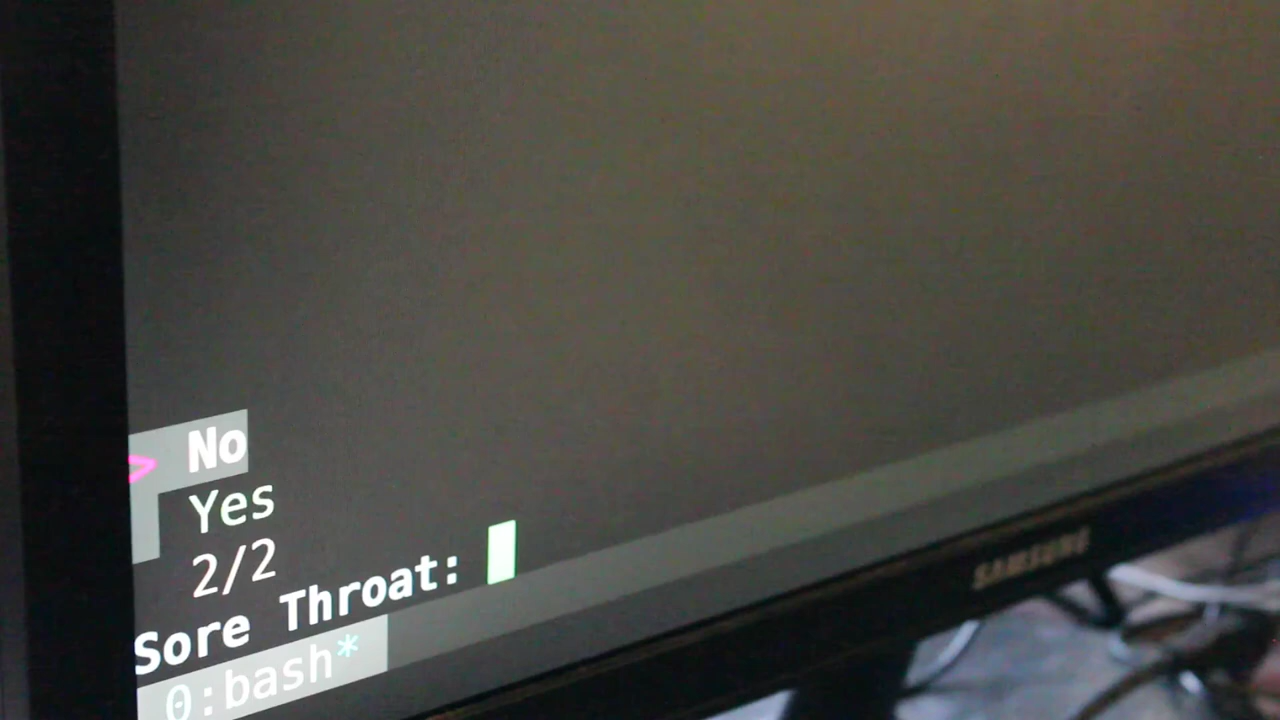 > No
Yes
2/2
Sore Throat:
0:bash*
SAMSUNG